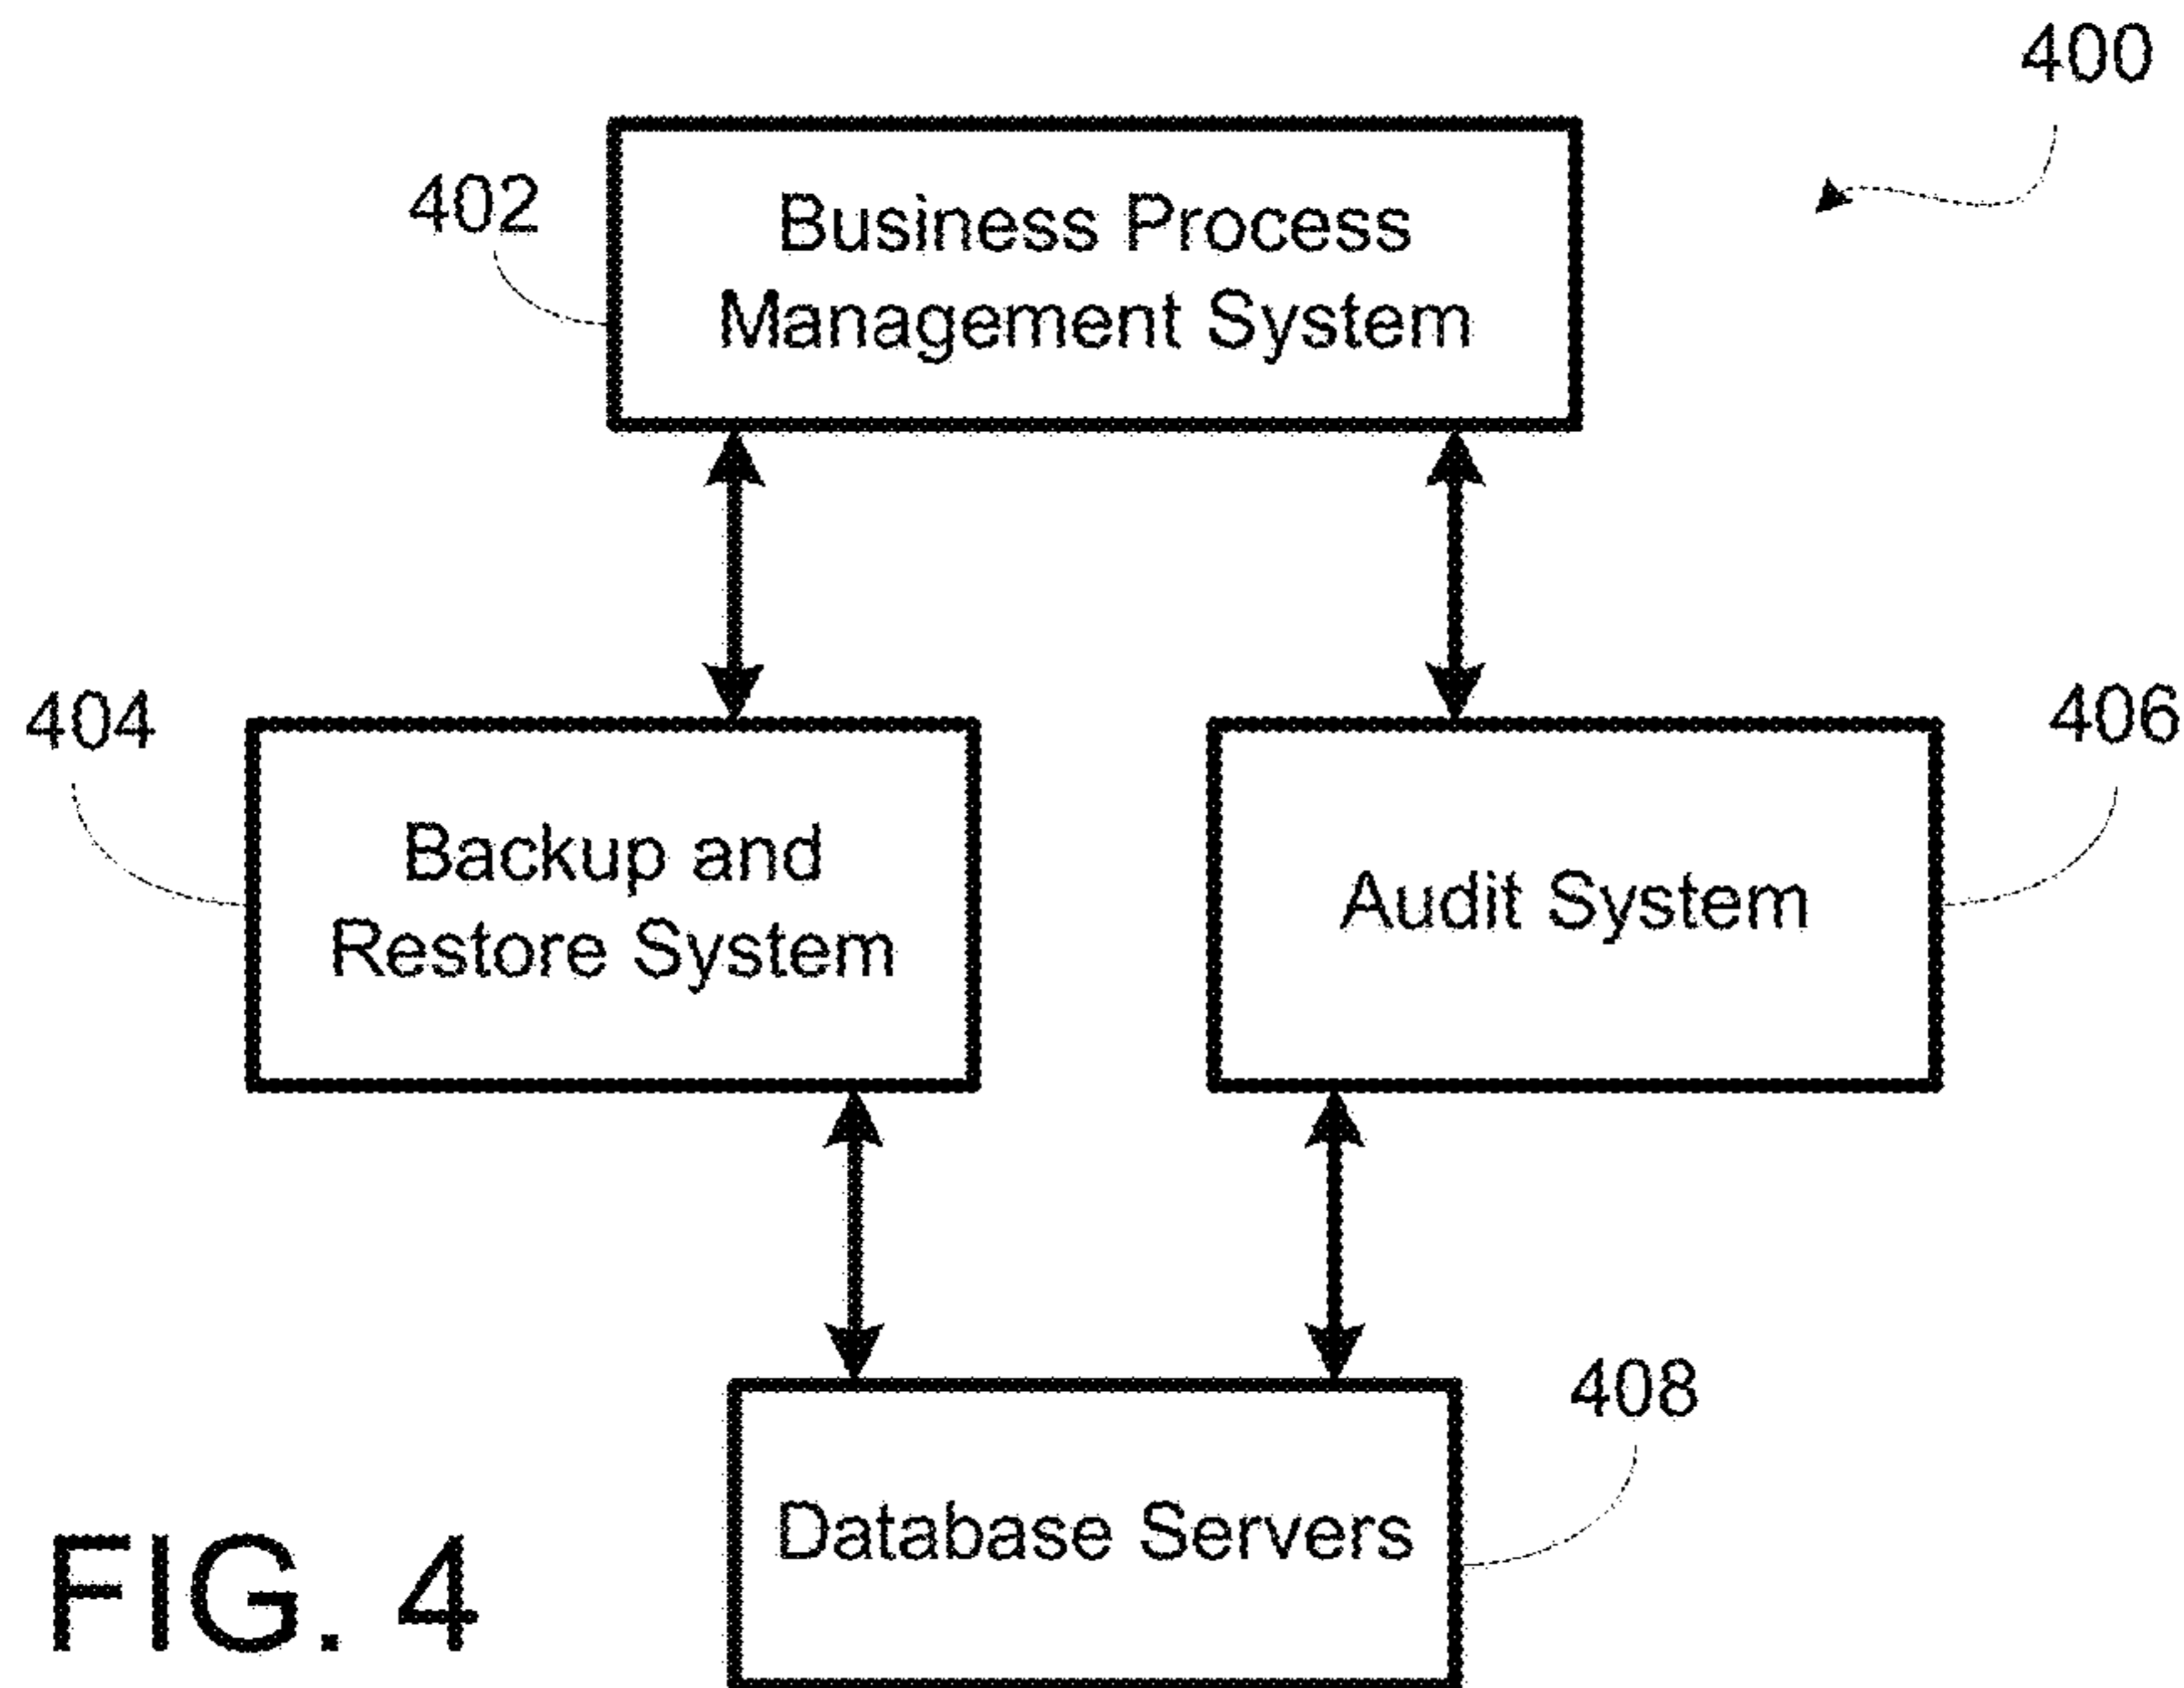 400
402
Business Process
Management System
404
Backup and
Restore System
406
Audit System
408
Database Servers
FIG. 4